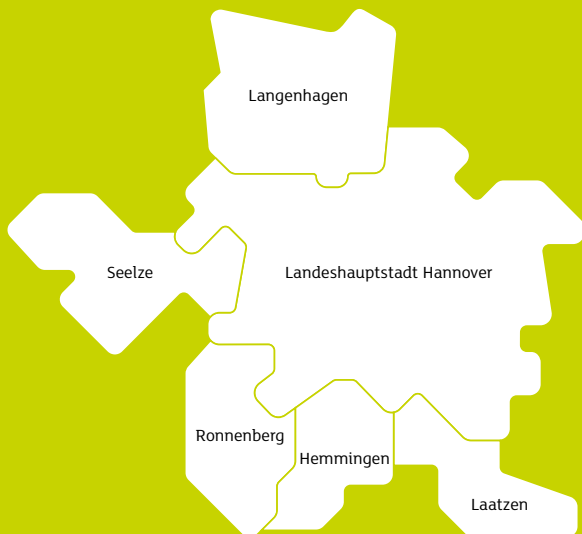 Langenhagen
Seelze
Landeshauptstadt Hannover
Ronnenberg
Hemmingen
Laatzen